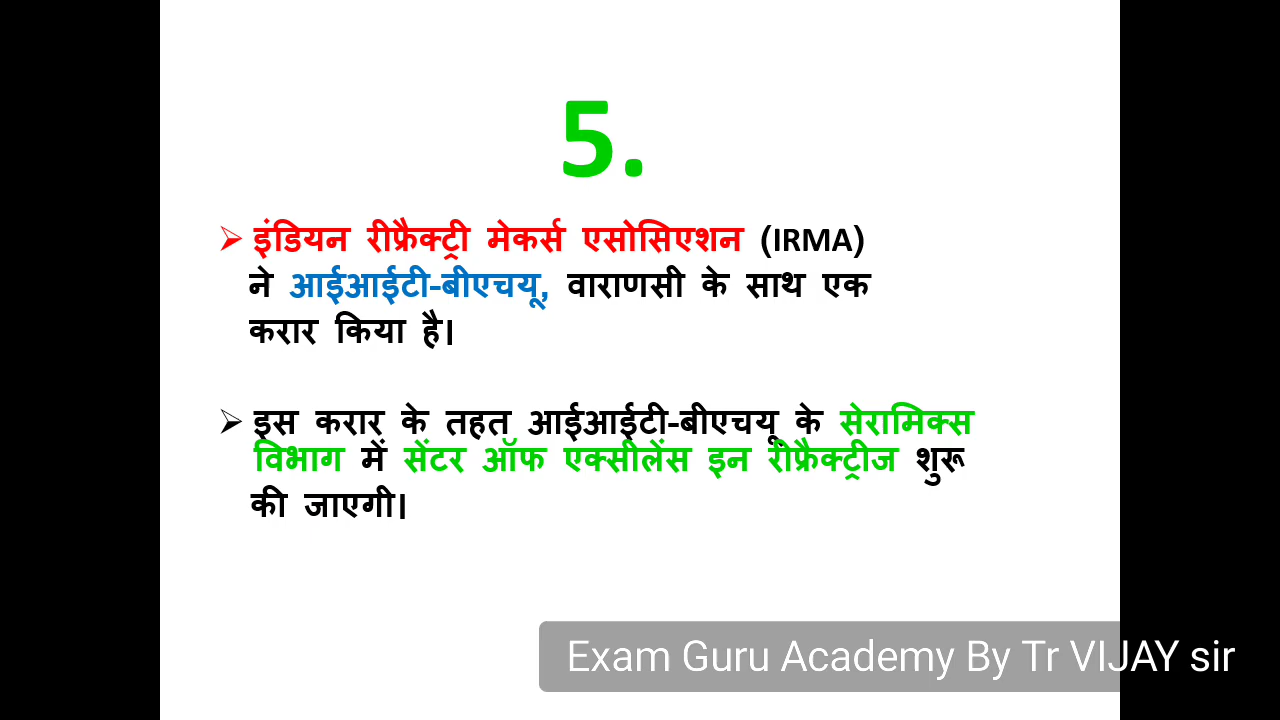 5.
➢ इंडियन रीफ्रैक्ट्री मेकर्स एसोसिएशन (IRMA)
ने आईआईटी-बीएचयू, वाराणसी के साथ एक
करार किया है।
➢ इस करार के तहत आईआईटी-बीएचयू के सेरामिक्स
विभाग में सेंटर ऑफ एक्सीलेंस इन रीफ्रैक्ट्रीज शुरू
की जाएगी।
Exam Guru Academy By Tr VIJAY sir